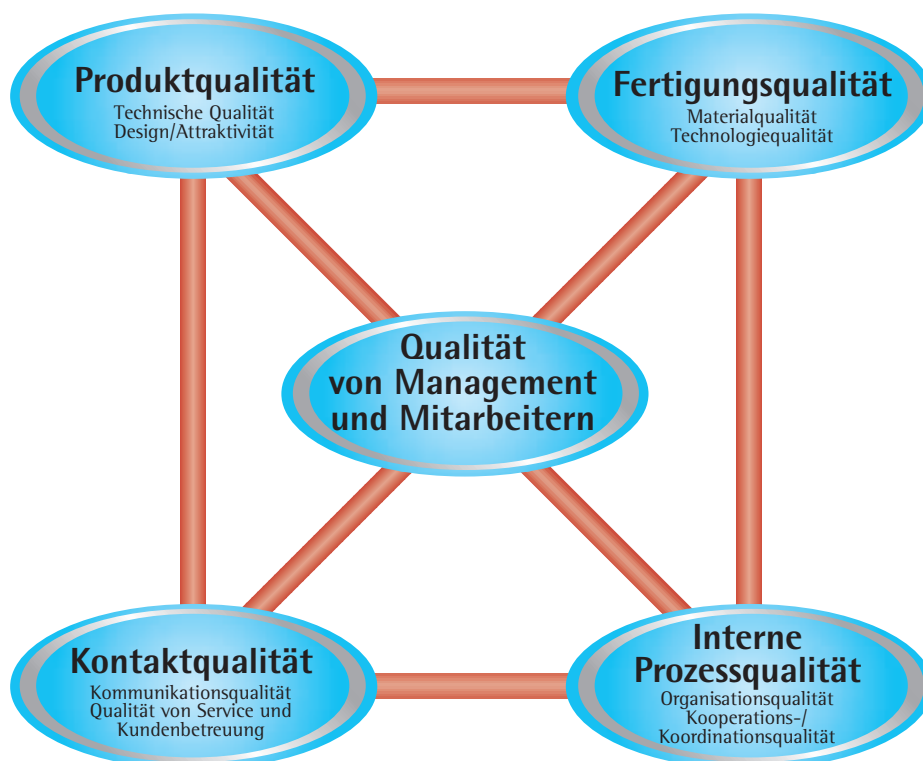 Produktqualität
Technische Qualität
Design/Attraktivität
Fertigungsqualität
Materialqualität
Technologiequalität
Qualität
von Management
und Mitarbeitern
Kontaktqualität
Kommunikationsqualität
Qualität von Service und
Kundenbetreuung
Interne
Prozessqualität
Organisationsqualität
Kooperations-/
Koordinationsqualität